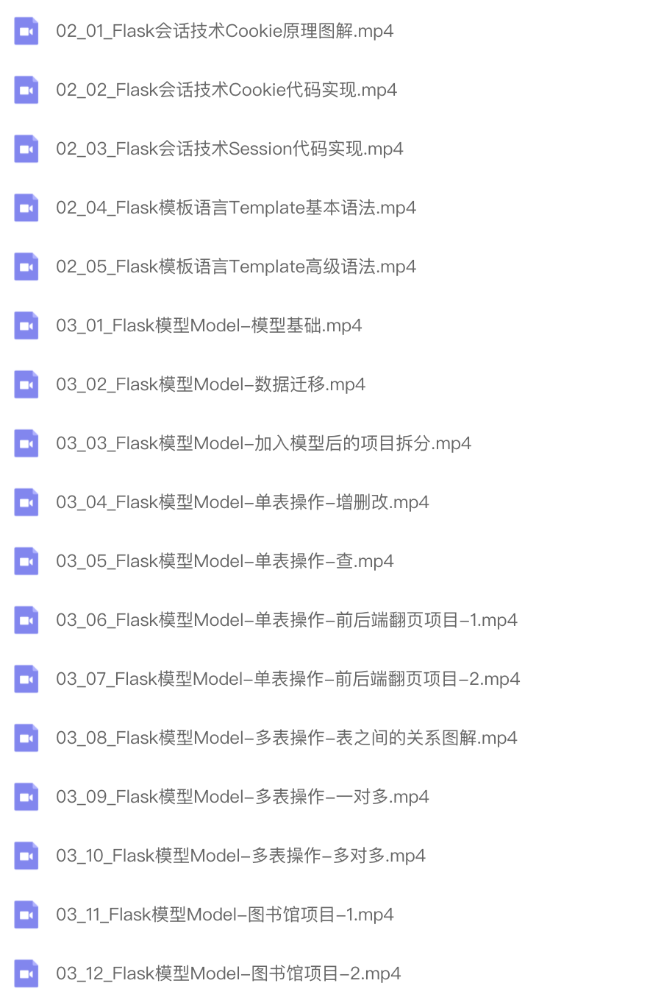 02_01_Flask会话技术Cookie原理图解.mp4
02_02_Flask会话技术Cookie代码实现.mp4
02_03_Flask会话技术Session代码实现.mp4
02_04_Flask模板语言Template基本语法.mp4
02_05_Flask模板语言Template高级语法.mp4
03_01_Flask模型Model-模型基础.mp4
03_02_Flask模型Model-数据迁移.mp4
03_03_Flask模型Model-加入模型后的项目拆分.mp4
03_04_Flask模型Model-单表操作-增删改.mp4
03_05_Flask模型Model-单表操作-查.mp4
03_06_Flask模型Model-单表操作-前后端翻页项目-1.mp4
03_07_Flask模型Model-单表操作-前后端翻页项目-2.mp4
03_08_Flask模型Model-多表操作-表之间的关系图解.mp4
03_09_Flask模型Model-多表操作-一对多.mp4
03_10_Flask模型Model-多表操作-多对多.mp4
03_11_Flask模型Model-图书馆项目-1.mp4
03_12_Flask模型Model-图书馆项目-2.mp4